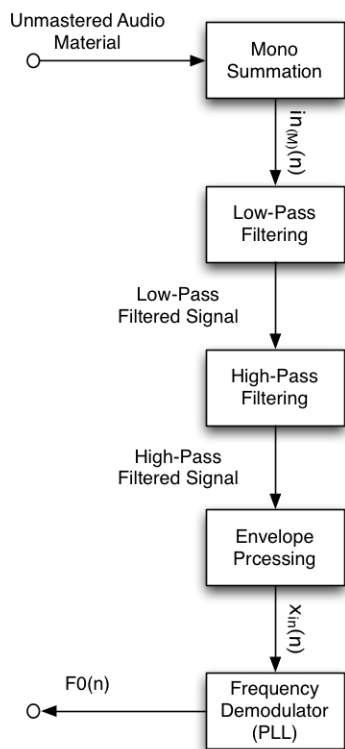 Unmastered Audio
Material
Mono
Summation
in(M)(n)
Low-Pass
Filtering
Low-Pass
Filtered Signal
High-Pass
Filtering
High-Pass
Filtered Signal
Envelope
Prcessing
xin(n)
F0(n)
Frequency
Demodulator
(PLL)